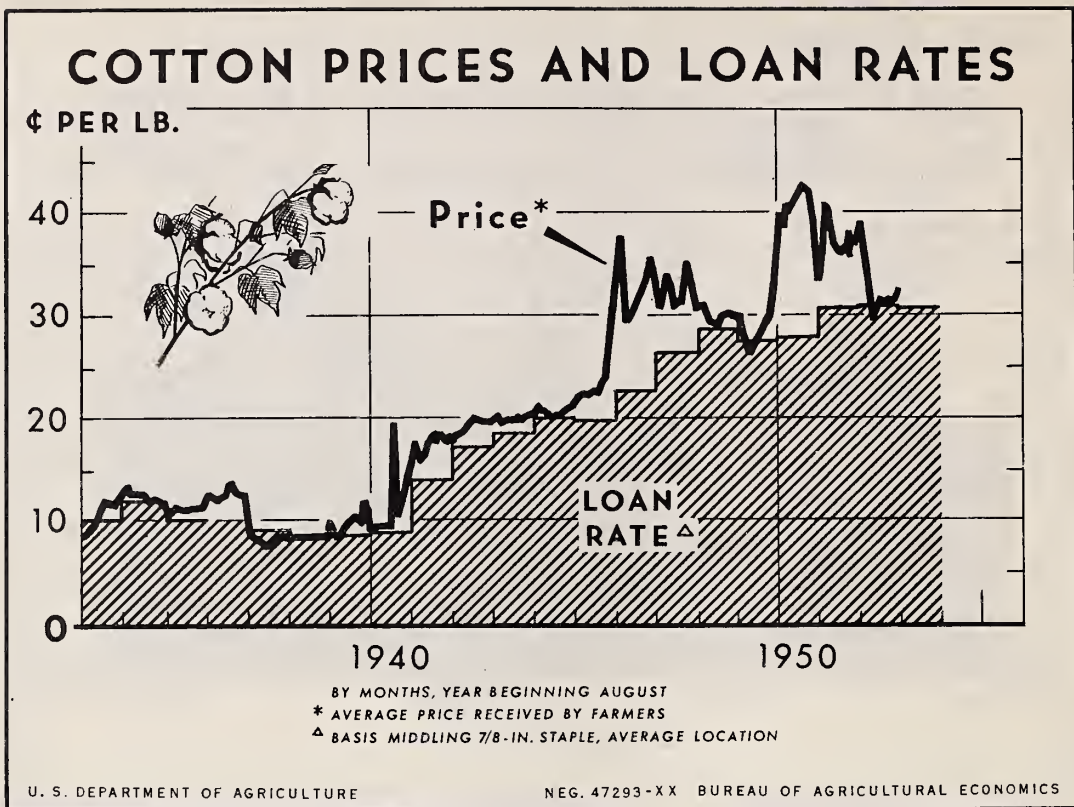 COTTON PRICES AND LOAN RATES
¢ PER LB.
40
30
20
10
0
Price*
LOAN
RATE △
1940
1950
BY MONTHS, YEAR BEGINNING AUGUST
* AVERAGE PRICE RECEIVED BY FARMERS
△ BASIS MIDDLING 7/8-IN. STAPLE, AVERAGE LOCATION
U. S. DEPARTMENT OF AGRICULTURE
NEG. 47293-XX BUREAU OF AGRICULTURAL ECONOMICS